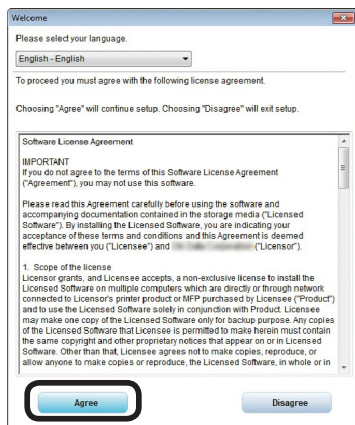 Welcome
Please select your language.
English - English
To proceed you must agree with the following license agreement.
Choosing "Agree" will continue setup. Choosing "Disagree" will exit setup.
Software License Agreement
IMPORTANT
If you do not agree to the terms of this Software License Agreement
("Agreement"), you may not use this software.
Please read this Agreement carefully before using the software and
accompanying documentation contained in the storage media ("Licensed
Software"). By installing the Licensed Software, you are indicating your
acceptance of these terms and conditions and this Agreement is deemed
effective between you ("Licensee") and ("Licensor").
1. Scope of the license
Licensor grants, and Licensee accepts, a non-exclusive license to install the
Licensed Software on multiple computers which are directly or through network
connected to Licensor's printer product or MFP purchased by Licensee ("Product")
and to use the Licensed Software solely in conjunction with Product. Licensee
may make one copy of the Licensed Software only for backup purpose. Any copies
of the Licensed Software that Licensee is permitted to make herein must contain
the same copyright and other proprietary notices that appear on or in Licensed
Software. Other than that, Licensee agrees not to make copies, reproduce, or
allow anyone to make copies or reproduce, the Licensed Software, in whole or in
Agree
Disagree